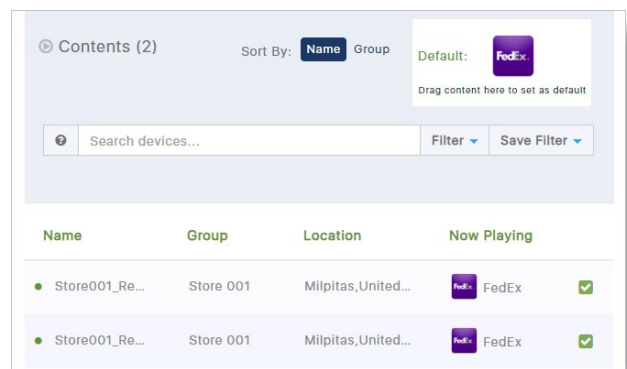 Contents (2)
Sort By: Name Group
Default: FedEx
Drag content here to set as default
Search devices...
Filter
Save Filter
Name Group Location Now Playing
Store001_Re... Store 001 Milpitas,United... FedEx FedEx
Store001_Re... Store 001 Milpitas,United... FedEx FedEx